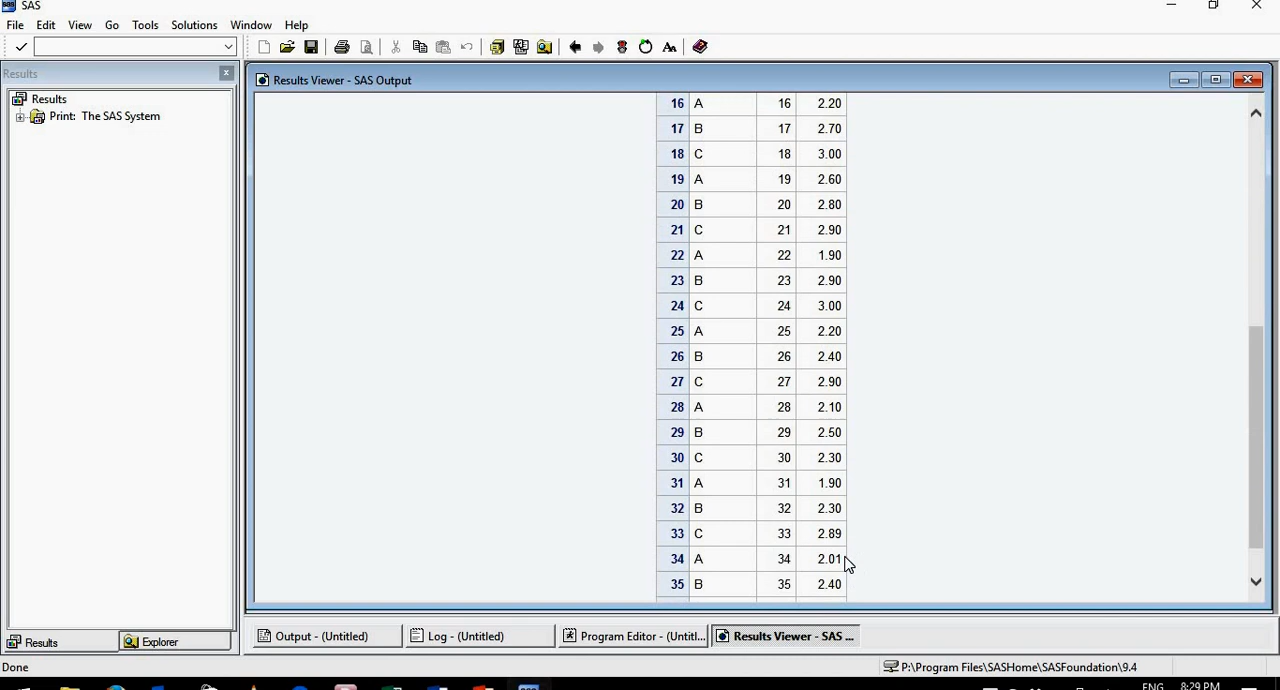 SAS
File Edit View Go Tools Solutions Window Help
Results
Results Viewer - SAS Output
Results
Print: The SAS System
16 A 16 2.20
17 B 17 2.70
18 C 18 3.00
19 A 19 2.60
20 B 20 2.80
21 C 21 2.90
22 A 22 1.90
23 B 23 2.90
24 C 24 3.00
25 A 25 2.20
26 B 26 2.40
27 C 27 2.90
28 A 28 2.10
29 B 29 2.50
30 C 30 2.30
31 A 31 1.90
32 B 32 2.30
33 C 33 2.89
34 A 34 2.01
35 B 35 2.40
Results Explorer
Output - (Untitled) Log - (Untitled) Program Editor - (Untitl... Results Viewer - SAS ...
Done P:\Program Files\SASHome\SASFoundation\9.4
ENG 8:29 PM